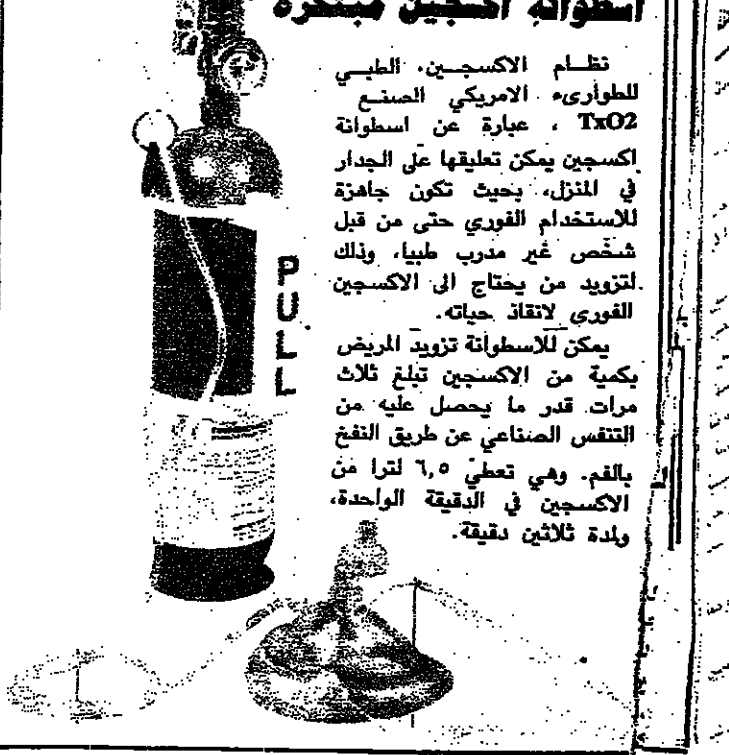 اسطوانة اكسجين مبتكرة
نظام الاكسجين، الطبي
للطوارىء الامريكي الصنع
TxO2 ، عبارة عن اسطوانة
اكسجين يمكن تعليقها على الجدار
في المنزل، بحيث تكون جاهزة
للاستخدام الفوري حتى من قبل
شخص غير مدرب طبيا، وذلك
لتزويد من يحتاج الى الاكسجين
الفوري لانقاذ حياته.
يمكن للاسطوانة تزويد المريض
بكمية من الاكسجين تبلغ ثلاث
مرات قدر ما يحصل عليه من
التنفس الصناعي عن طريق النفخ
بالفم. وهي تعطي ٦,٥ لترا من
الاكسجين في الدقيقة الواحدة،
ولمدة ثلاثين دقيقة.
PULL